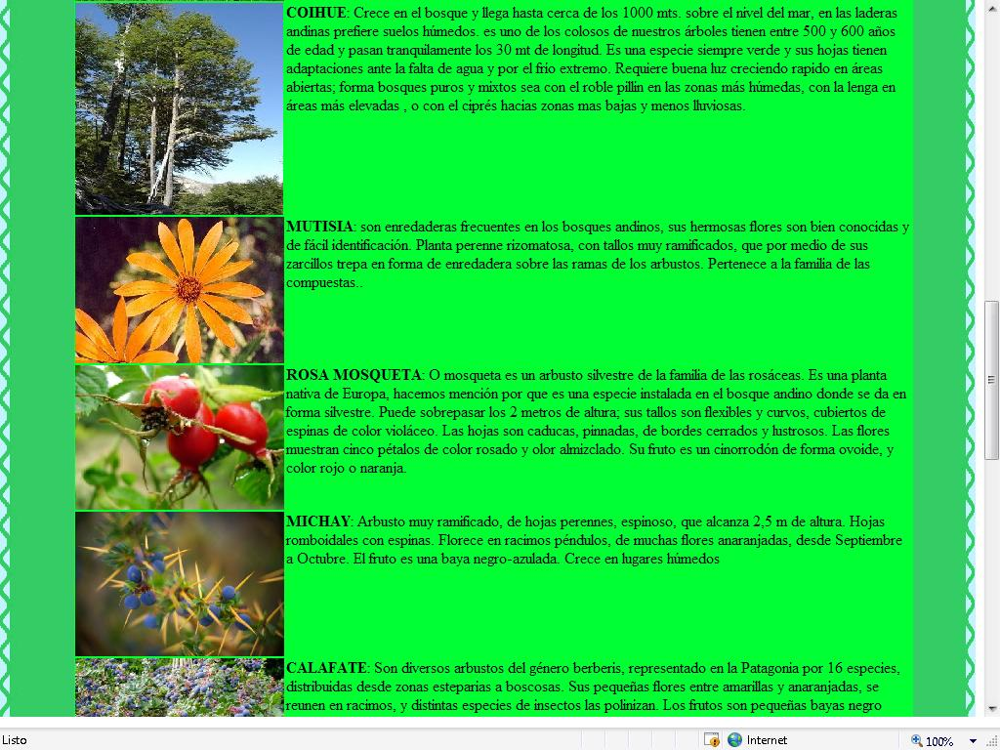 COIHUE: Crece en el bosque y llega hasta cerca de los 1000 mts. sobre el nivel del mar, en las laderas
andinas prefiere suelos húmedos. es uno de los colosos de nuestros árboles tienen entre 500 y 600 años
de edad y pasan tranquilamente los 30 mt de longitud. Es una especie siempre verde y sus hojas tienen
adaptaciones ante la falta de agua y por el frio extremo. Requiere buena luz creciendo rapido en áreas
abiertas; forma bosques puros y mixtos sea con el roble pillin en las zonas más húmedas, con la lenga en
áreas más elevadas , o con el ciprés hacias zonas mas bajas y menos lluviosas.
MUTISIA: son enredaderas frecuentes en los bosques andinos, sus hermosas flores son bien conocidas y
de fácil identificación. Planta perenne rizomatosa, con tallos muy ramificados, que por medio de sus
zarcillos trepa en forma de enredadera sobre las ramas de los arbustos. Pertenece a la familia de las
compuestas..
ROSA MOSQUETA: O mosqueta es un arbusto silvestre de la familia de las rosáceas. Es una planta
nativa de Europa, hacemos mención por que es una especie instalada en el bosque andino donde se da en
forma silvestre. Puede sobrepasar los 2 metros de altura; sus tallos son flexibles y curvos, cubiertos de
espinas de color violáceo. Las hojas son caducas, pinnadas, de bordes cerrados y lustrosos. Las flores
muestran cinco pétalos de color rosado y olor almizclado. Su fruto es un cinorrodón de forma ovoide, y
color rojo o naranja.
MICHAY: Arbusto muy ramificado, de hojas perennes, espinoso, que alcanza 2,5 m de altura. Hojas
romboidales con espinas. Florece en racimos péndulos, de muchas flores anaranjadas, desde Septiembre
a Octubre. El fruto es una baya negro-azulada. Crece en lugares húmedos
CALAFATE: Son diversos arbustos del género berberis, representado en la Patagonia por 16 especies,
distribuidas desde zonas esteparias a boscosas. Sus pequeñas flores entre amarillas y anaranjadas, se
reunen en racimos, y distintas especies de insectos las polinizan. Los frutos son pequeñas bayas negro
Listo
Internet
100%